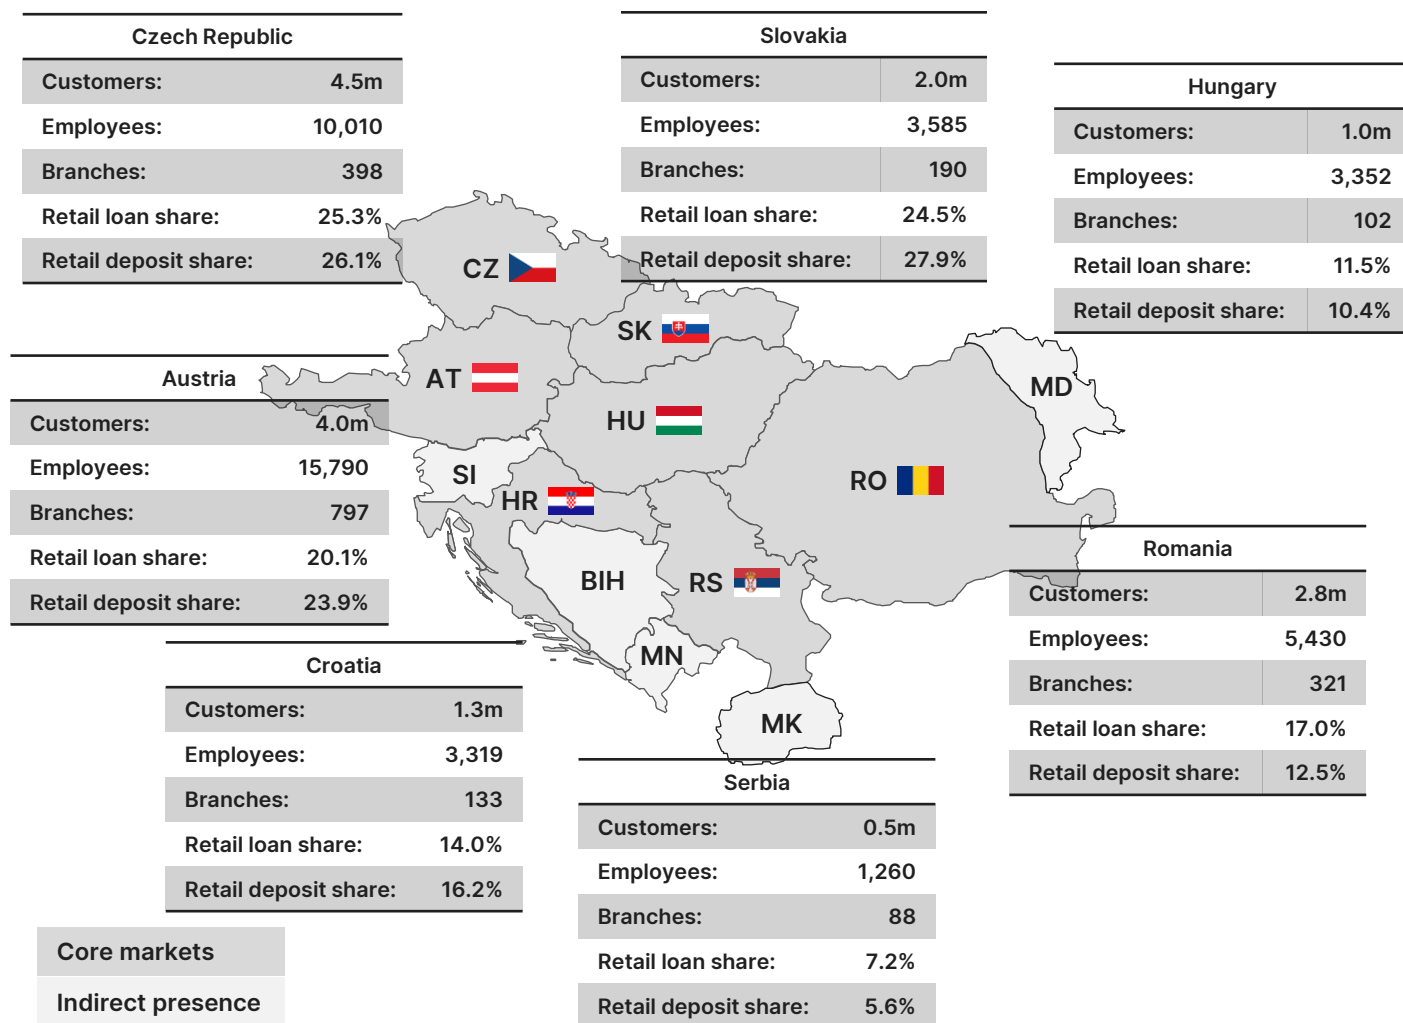 Czech Republic
Customers: 4.5m
Employees: 10,010
Branches: 398
Retail loan share: 25.3%
Retail deposit share: 26.1%
Slovakia
Customers: 2.0m
Employees: 3,585
Branches: 190
Retail loan share: 24.5%
Retail deposit share: 27.9%
Hungary
Customers: 1.0m
Employees: 3,352
Branches: 102
Retail loan share: 11.5%
Retail deposit share: 10.4%
CZ
SK
AT
HU
MD
SI
HR
RO
BIH
RS
MN
MK
Austria
Customers: 4.0m
Employees: 15,790
Branches: 797
Retail loan share: 20.1%
Retail deposit share: 23.9%
Romania
Customers: 2.8m
Employees: 5,430
Branches: 321
Retail loan share: 17.0%
Retail deposit share: 12.5%
Croatia
Customers: 1.3m
Employees: 3,319
Branches: 133
Retail loan share: 14.0%
Retail deposit share: 16.2%
Serbia
Customers: 0.5m
Employees: 1,260
Branches: 88
Retail loan share: 7.2%
Retail deposit share: 5.6%
Core markets
Indirect presence